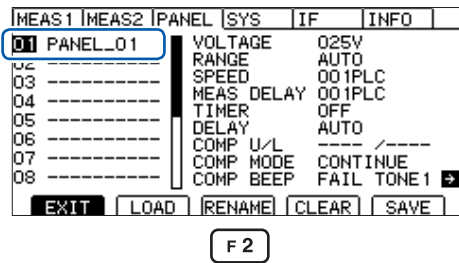 MEAS1 MEAS2 PANEL SYS IF INFO
01 PANEL_01 VOLTAGE 025V
02 ---------- RANGE AUTO
03 ---------- SPEED 001PLC
04 ---------- MEAS DELAY 001PLC
05 ---------- TIMER OFF
06 ---------- DELAY AUTO
07 ---------- COMP U/L ---- /----
08 ---------- COMP MODE CONTINUE
COMP BEEP FAIL TONE1
EXIT LOAD RENAME CLEAR SAVE
F 2